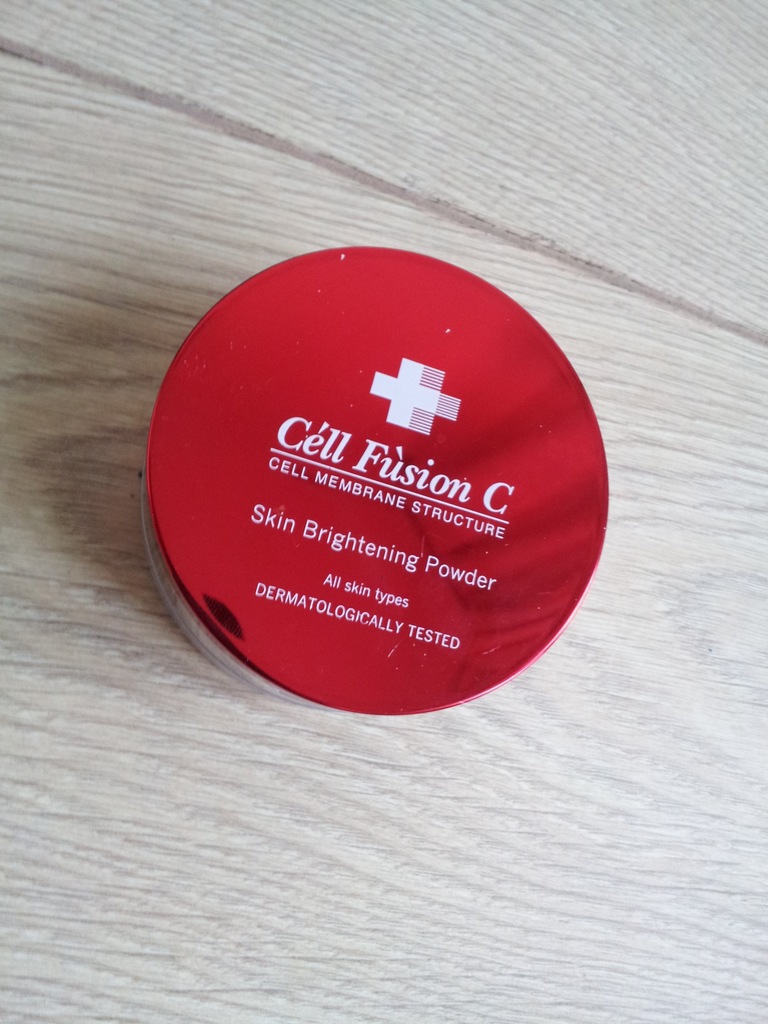 Céll Fùsion C
CELL MEMBRANE STRUCTURE
Skin Brightening Powder
All skin types
DERMATOLOGICALLY TESTED